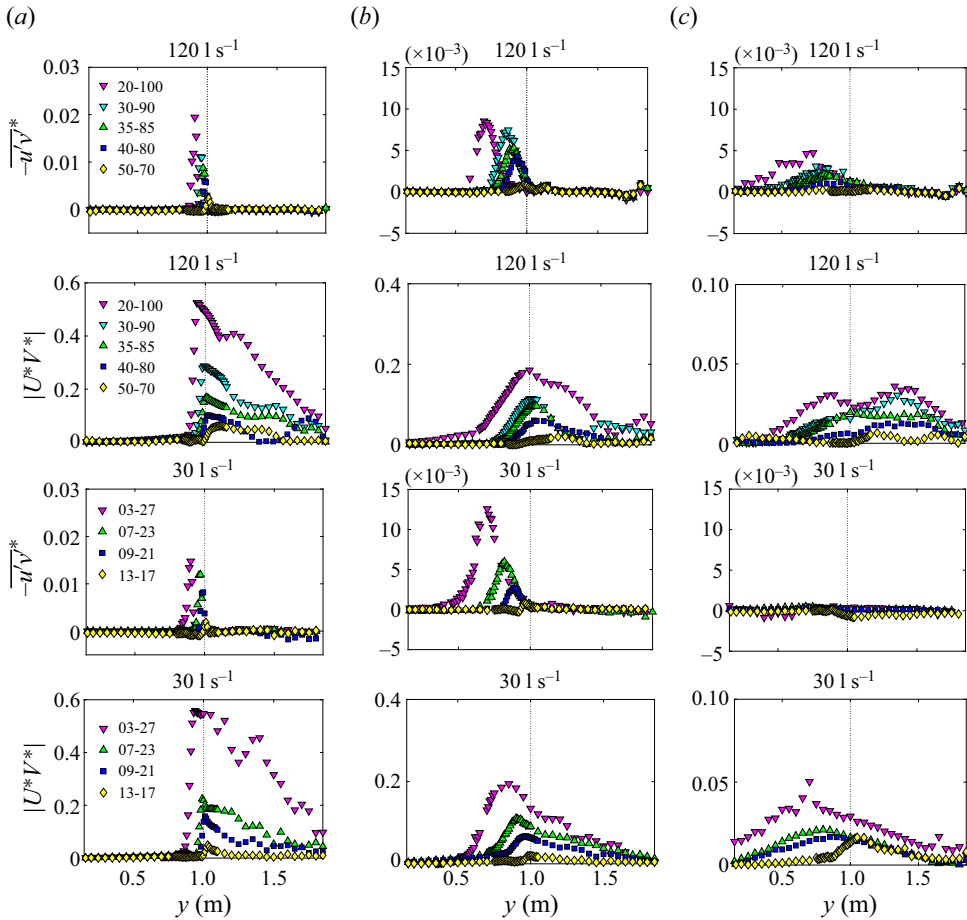 (a) (b) (c)
120 l s⁻¹ (×10⁻³) 120 l s⁻¹ (×10⁻³) 120 l s⁻¹
0.03 15 15
20-100
30-90
0.02 10 10
35-85
40-80
50-70
0.01 5 5
−u′v′*
0 0 0
−5 −5
120 l s⁻¹ 120 l s⁻¹ 120 l s⁻¹
0.6 0.4 0.10
20-100
30-90
35-85
0.4
40-80
50-70
0.2 0.05
|U*V*|
0.2
0 0 0
30 l s⁻¹ (×10⁻³) 30 l s⁻¹ (×10⁻³) 30 l s⁻¹
0.03 15 15
03-27
07-23
0.02 10 10
09-21
13-17
0.01 5 5
−u′v′*
0 0 0
−5 −5
30 l s⁻¹ 30 l s⁻¹ 30 l s⁻¹
0.6 0.4 0.10
03-27
07-23
0.4
09-21
13-17
0.2 0.05
|U*V*|
0.2
0 0 0
0.5 1.0 1.5 0.5 1.0 1.5 0.5 1.0 1.5
y (m) y (m) y (m)